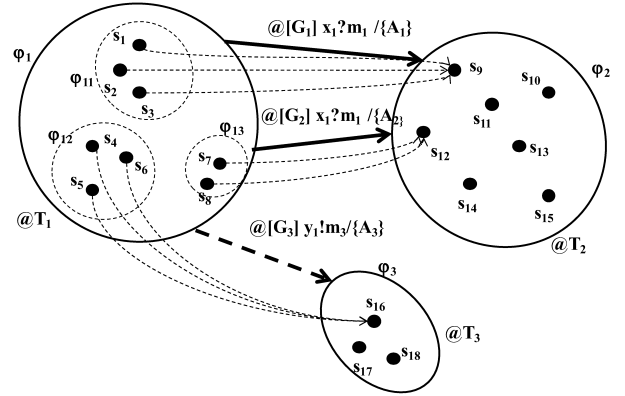 @[G₁] x₁?m₁ /{A₁}
φ₁
s₁
φ₁₁
s₂
s₃
s₉
s₁₀
φ₂
s₁₁
@[G₂] x₁?m₁ /{A₂}
φ₁₂
s₄
s₆
s₅
φ₁₃
s₇
s₈
s₁₂
s₁₃
s₁₄
s₁₅
@T₁
@T₂
@[G₃] y₁!m₃/{A₃}
φ₃
s₁₆
@T₃
s₁₇
s₁₈